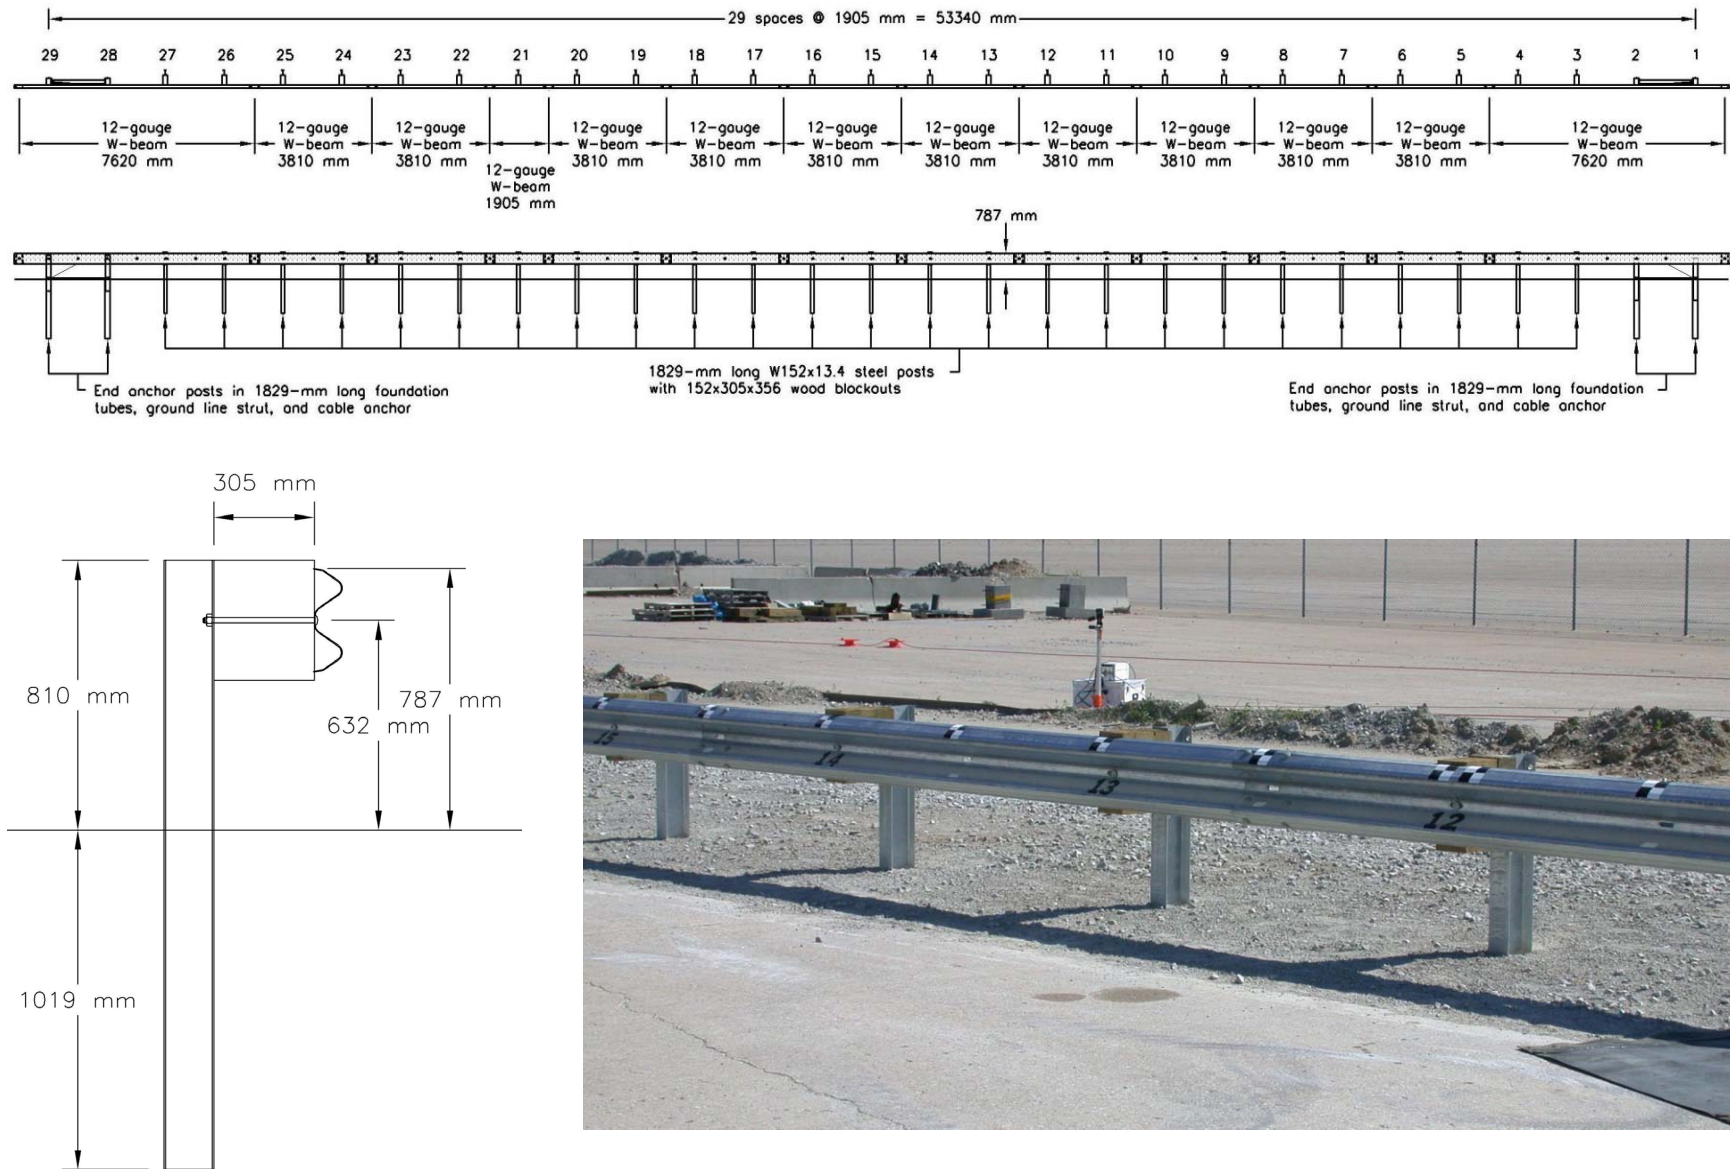 29 spaces @ 1905 mm = 53340 mm
29 28 27 26 25 24 23 22 21 20 19 18 17 16 15 14 13 12 11 10 9 8 7 6 5 4 3 2 1
12-gauge
W-beam
7620 mm
12-gauge
W-beam
3810 mm
12-gauge
W-beam
3810 mm
12-gauge
W-beam
1905 mm
12-gauge
W-beam
3810 mm
12-gauge
W-beam
3810 mm
12-gauge
W-beam
3810 mm
12-gauge
W-beam
3810 mm
12-gauge
W-beam
3810 mm
12-gauge
W-beam
3810 mm
12-gauge
W-beam
3810 mm
12-gauge
W-beam
3810 mm
12-gauge
W-beam
7620 mm
787 mm
End anchor posts in 1829-mm long foundation
tubes, ground line strut, and cable anchor
1829-mm long W152x13.4 steel posts
with 152x305x356 wood blockouts
End anchor posts in 1829-mm long foundation
tubes, ground line strut, and cable anchor
305 mm
810 mm
787 mm
632 mm
1019 mm
15
14
13
12